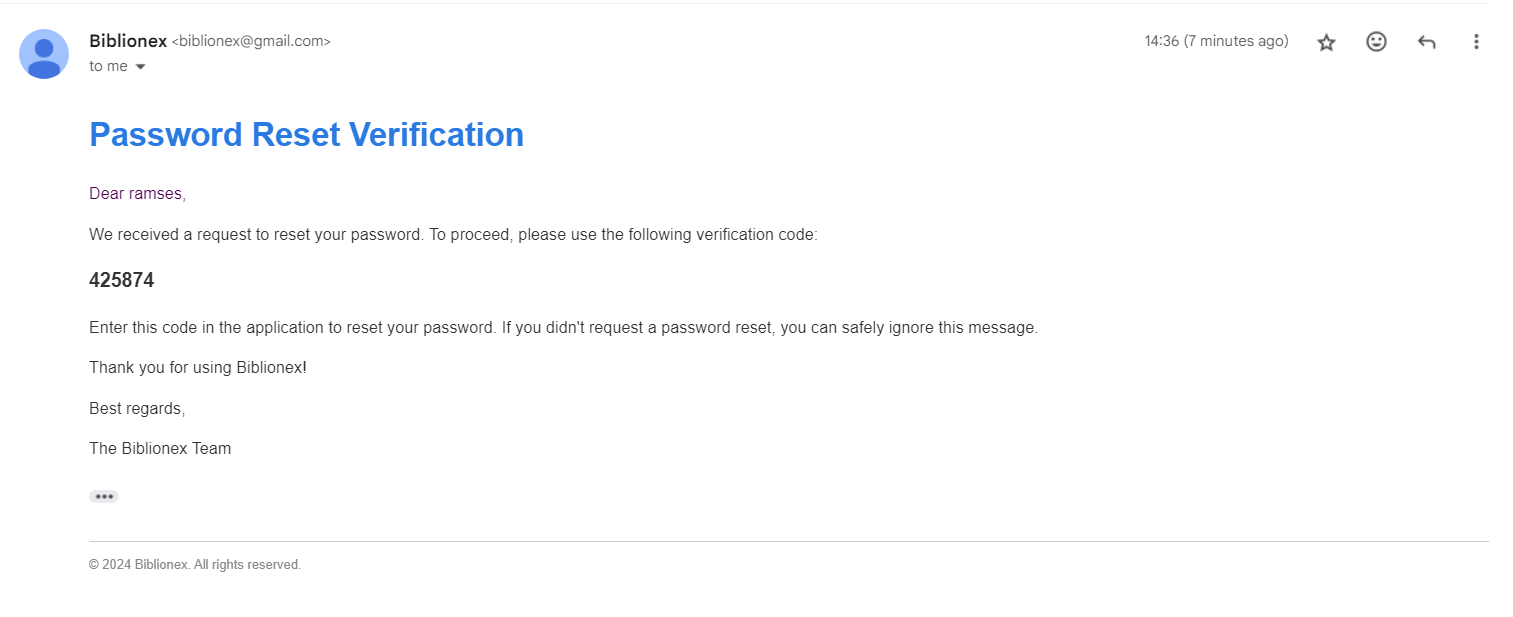 Biblionex <biblionex@gmail.com>
14:36 (7 minutes ago)
to me
Password Reset Verification
Dear ramses,
We received a request to reset your password. To proceed, please use the following verification code:
425874
Enter this code in the application to reset your password. If you didn't request a password reset, you can safely ignore this message.
Thank you for using Biblionex!
Best regards,
The Biblionex Team
© 2024 Biblionex. All rights reserved.